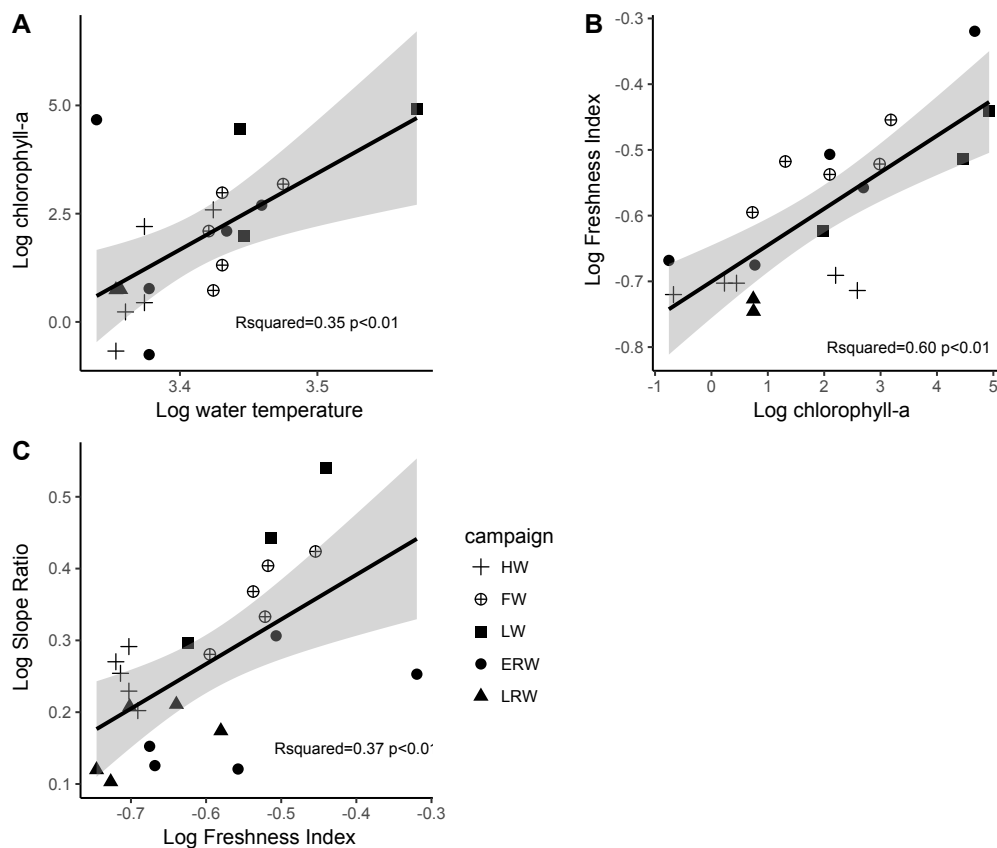 A
Log chlorophyll-a
5.0
2.5
0.0
Rsquared=0.35 p<0.01
3.4
3.5
Log water temperature
B
Log Freshness Index
-0.3
-0.4
-0.5
-0.6
-0.7
-0.8
Rsquared=0.60 p<0.01
-1
0
1
2
3
4
5
Log chlorophyll-a
C
Log Slope Ratio
0.5
0.4
0.3
0.2
0.1
Rsquared=0.37 p<0.01
-0.7
-0.6
-0.5
-0.4
-0.3
Log Freshness Index
campaign
HW
FW
LW
ERW
LRW